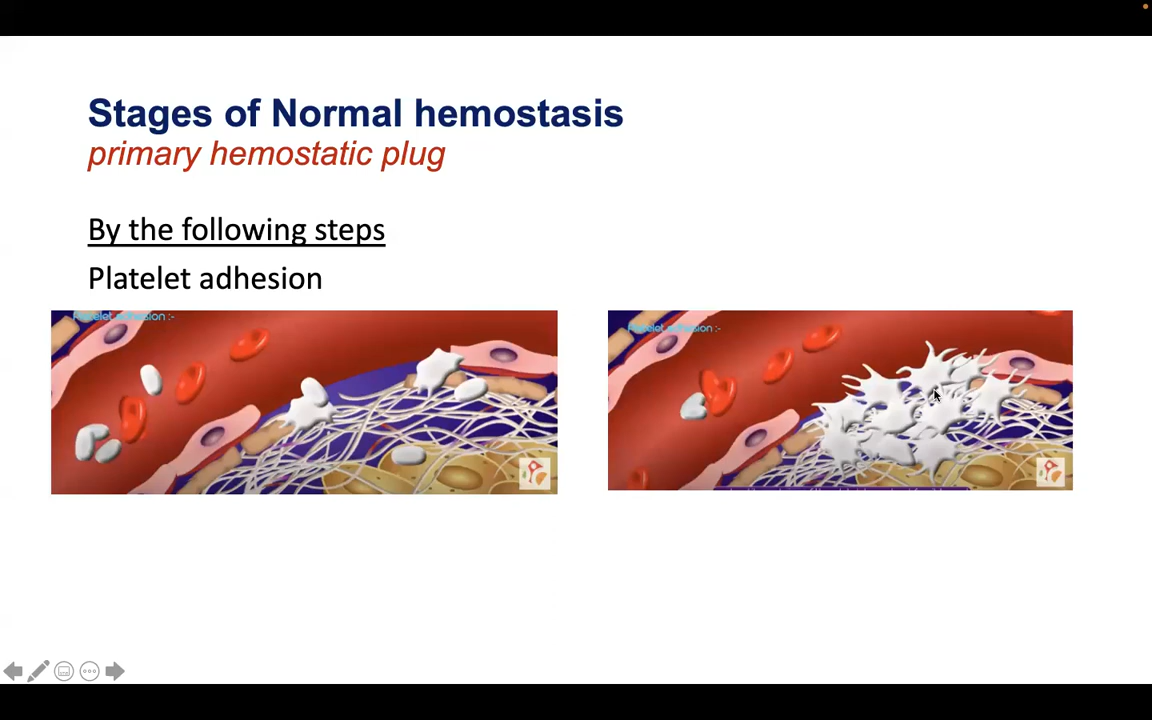 Stages of Normal hemostasis
primary hemostatic plug
By the following steps
Platelet adhesion
Platelet adhesion :-
Platelet adhesion :-